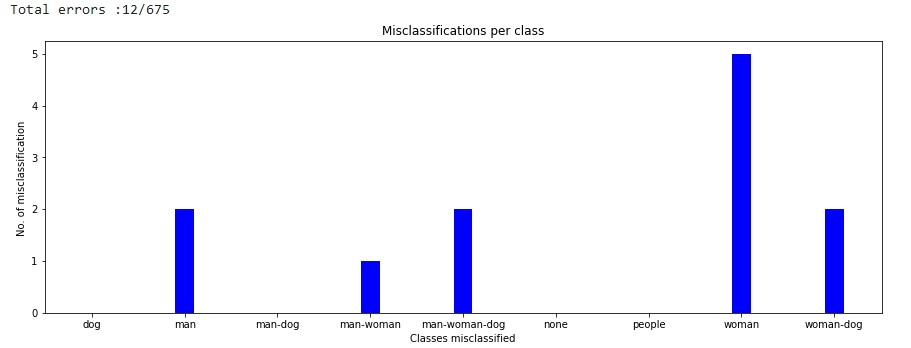 Total errors :12/675
Misclassifications per class
No. of misclassification
5
4
3
2
1
0
dog man man-dog man-woman man-woman-dog none people woman woman-dog
Classes misclassified